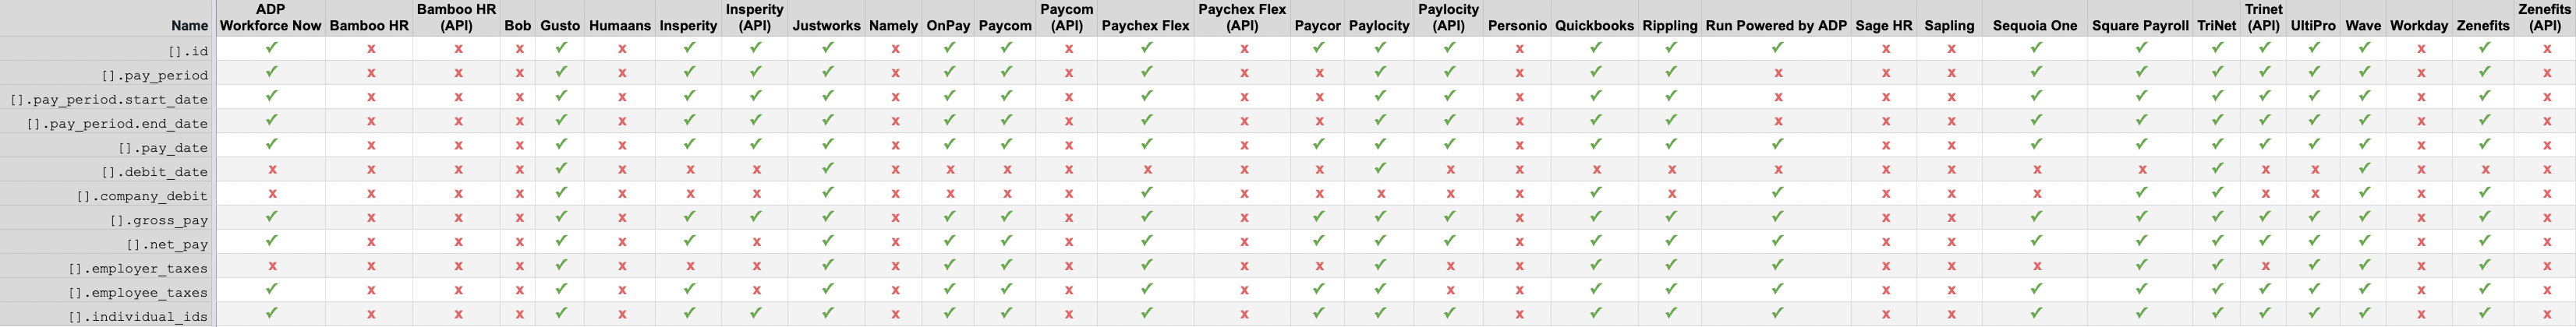 ADP Bamboo HR Insperity Paycom Paychex Flex Paylocity Trinet Zenefits
Name Workforce Now Bamboo HR (API) Bob Gusto Humaans Insperity (API) Justworks Namely OnPay Paycom (API) Paychex Flex (API) Paycor Paylocity (API) Personio Quickbooks Rippling Run Powered by ADP Sage HR Sapling Sequoia One Square Payroll TriNet (API) UltiPro Wave Workday Zenefits (API)
[].id ✓ x x x ✓ x ✓ ✓ ✓ x ✓ ✓ x ✓ x ✓ ✓ ✓ x ✓ ✓ ✓ x x ✓ ✓ ✓ ✓ ✓ ✓ x ✓ x
[].pay_period ✓ x x x ✓ x ✓ ✓ ✓ x ✓ ✓ x ✓ x x ✓ ✓ x ✓ ✓ x x x ✓ ✓ ✓ ✓ ✓ ✓ x ✓ x
[].pay_period.start_date ✓ x x x ✓ x ✓ ✓ ✓ x ✓ ✓ x ✓ x x ✓ ✓ x ✓ ✓ x x x ✓ ✓ ✓ ✓ ✓ ✓ x ✓ x
[].pay_period.end_date ✓ x x x ✓ x ✓ ✓ ✓ x ✓ ✓ x ✓ x x ✓ ✓ x ✓ ✓ x x x ✓ ✓ ✓ ✓ ✓ ✓ x ✓ x
[].pay_date ✓ x x x ✓ x ✓ ✓ ✓ x ✓ ✓ x ✓ x ✓ ✓ ✓ x ✓ ✓ ✓ x x ✓ ✓ ✓ ✓ ✓ ✓ x ✓ x
[].debit_date x x x x ✓ x x x ✓ x x x x x x x ✓ x x x x x x x x x ✓ x x ✓ x x x
[].company_debit x x x x ✓ x x x ✓ x x x x ✓ x x x x x ✓ x ✓ x x x ✓ ✓ x x ✓ x ✓ x
[].gross_pay ✓ x x x ✓ x ✓ ✓ ✓ x ✓ ✓ x ✓ x ✓ ✓ ✓ x ✓ ✓ ✓ x x ✓ ✓ ✓ ✓ ✓ ✓ x ✓ x
[].net_pay ✓ x x x ✓ x ✓ x ✓ x ✓ ✓ x ✓ x ✓ ✓ ✓ x ✓ ✓ ✓ x x ✓ ✓ ✓ ✓ ✓ ✓ x ✓ x
[].employer_taxes x x x x ✓ x x x ✓ x ✓ ✓ x ✓ x x ✓ x x ✓ ✓ ✓ x x x ✓ ✓ x ✓ ✓ x ✓ x
[].employee_taxes ✓ x x x ✓ x ✓ x ✓ x ✓ ✓ x ✓ x ✓ ✓ x x ✓ ✓ ✓ x x ✓ ✓ ✓ ✓ ✓ ✓ x ✓ x
[].individual_ids ✓ x x x ✓ x ✓ ✓ ✓ x ✓ ✓ x ✓ x ✓ ✓ ✓ x ✓ ✓ ✓ x x ✓ ✓ ✓ ✓ ✓ ✓ x ✓ x